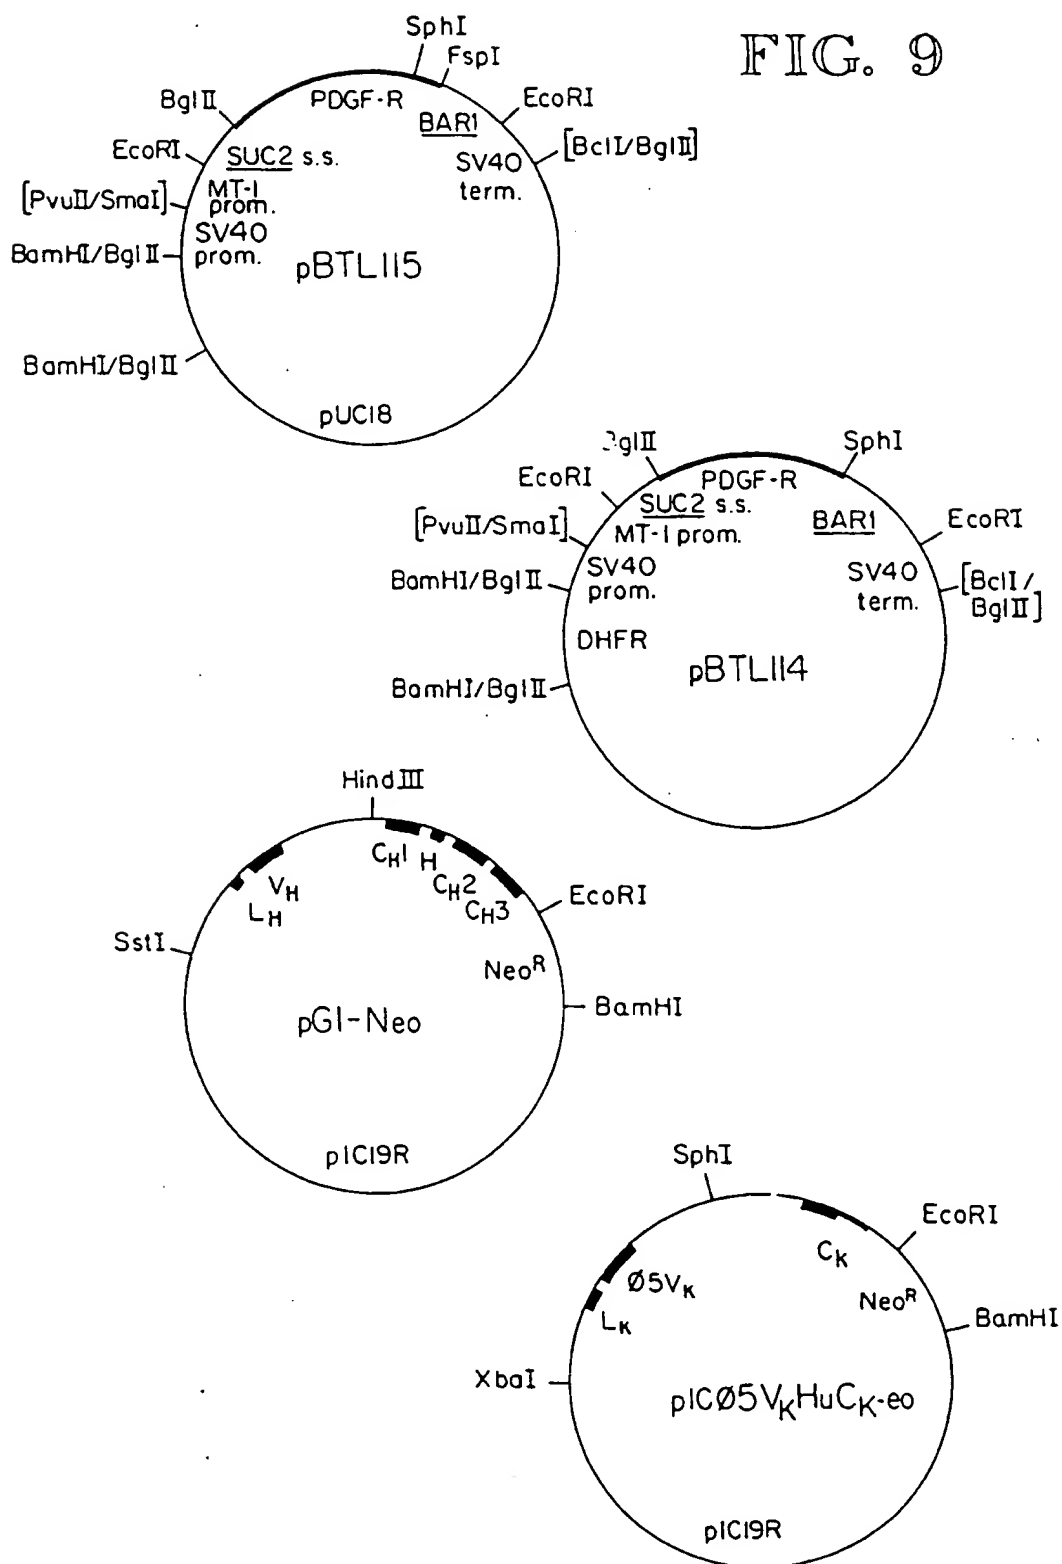 FIG. 9
SphI
FspI
BglII
PDGF-R
EcoRI
BAR1
EcoRI
SUC2 s.s.
[BclI/BglII]
SV40
term.
[PvuII/SmaI]
MT-1
prom.
BamHI/BglII
SV40
prom.
pBTL115
BamHI/BglII
pUC18
glII
SphI
EcoRI
PDGF-R
SUC2 s.s.
BAR1
EcoRI
[PvuII/SmaI]
MT-1 prom.
BamHI/BglII
SV40
prom.
SV40
term.
[BclI/
BglII]
DHFR
pBTL114
BamHI/BglII
HindIII
CH1
H
CH2
CH3
VH
LH
EcoRI
SstI
NeoR
pG1-Neo
BamHI
pIC19R
SphI
EcoRI
CK
Ø5VK
NeoR
LK
BamHI
XbaI
pICØ5VKHuCK-eo
pIC19R